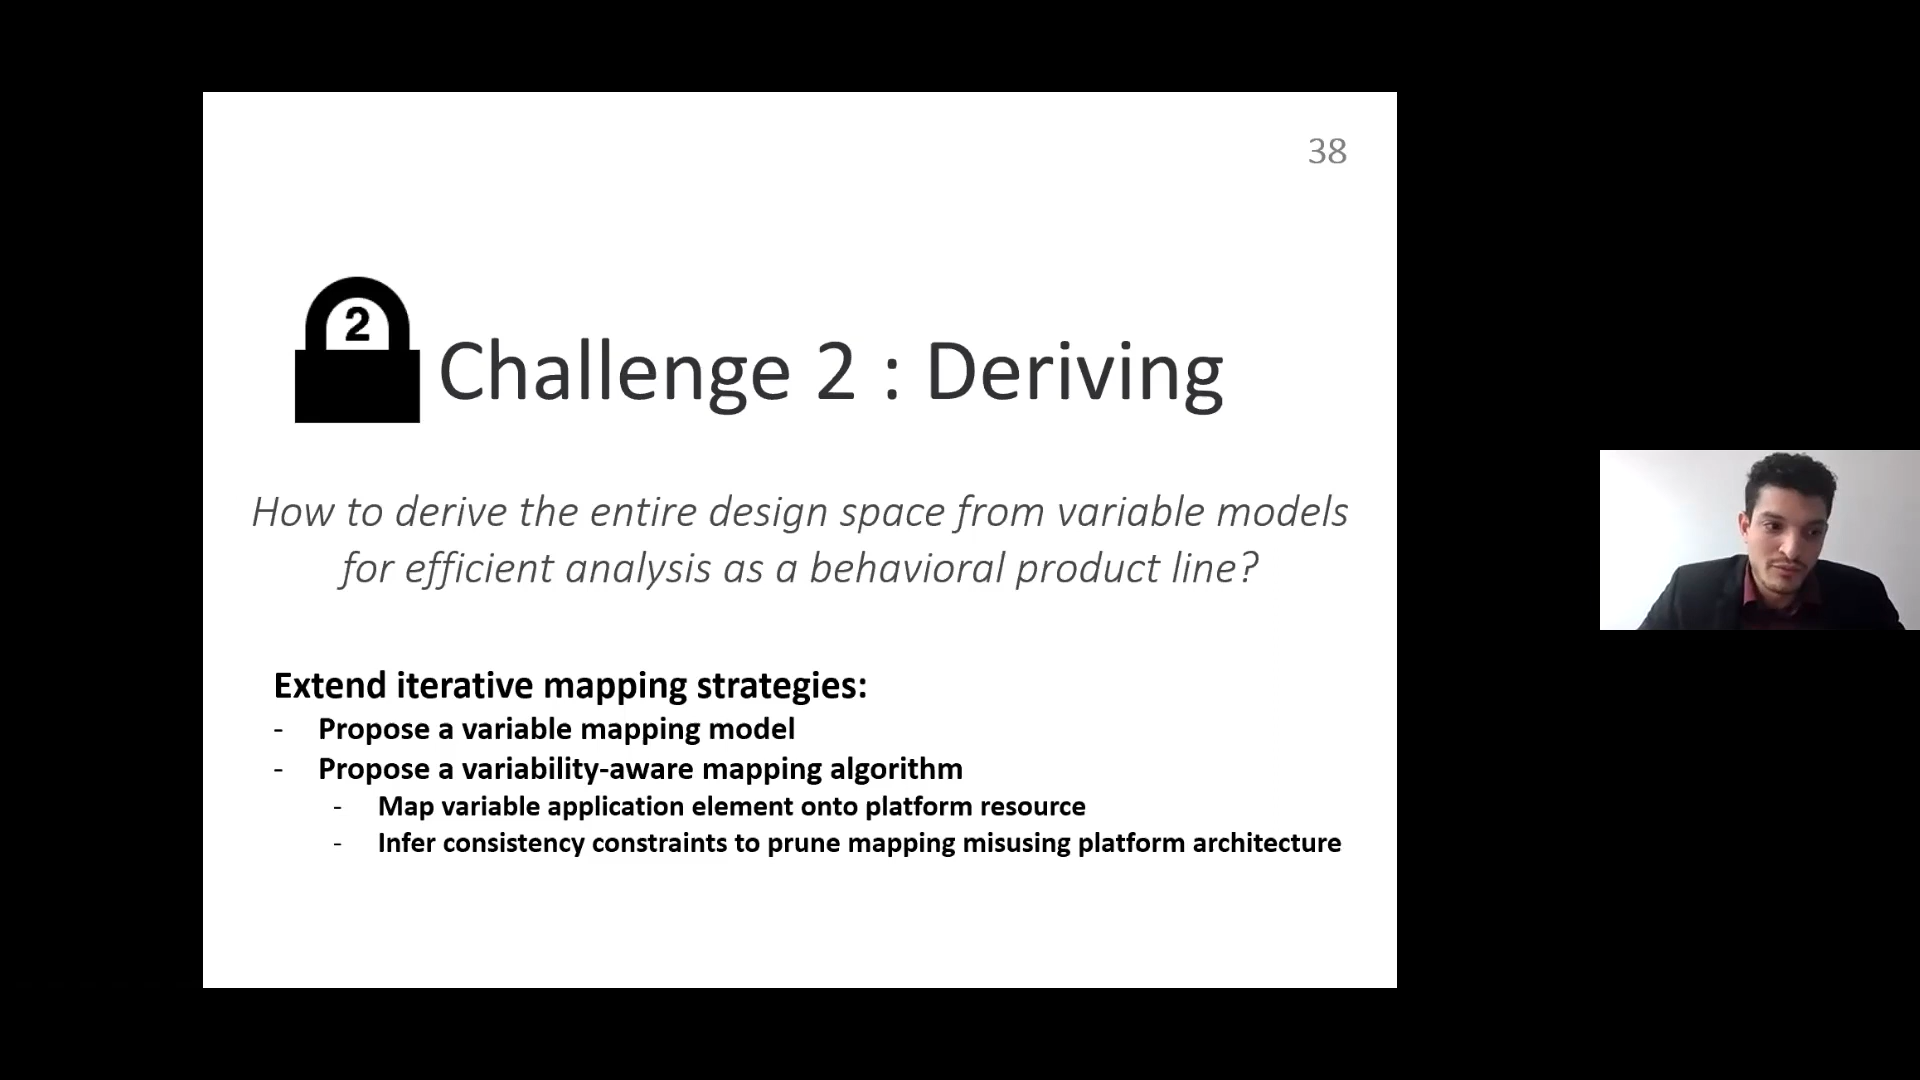 38
2
Challenge 2 : Deriving
How to derive the entire design space from variable models
for efficient analysis as a behavioral product line?
Extend iterative mapping strategies:
- Propose a variable mapping model
- Propose a variability-aware mapping algorithm
- Map variable application element onto platform resource
- Infer consistency constraints to prune mapping misusing platform architecture